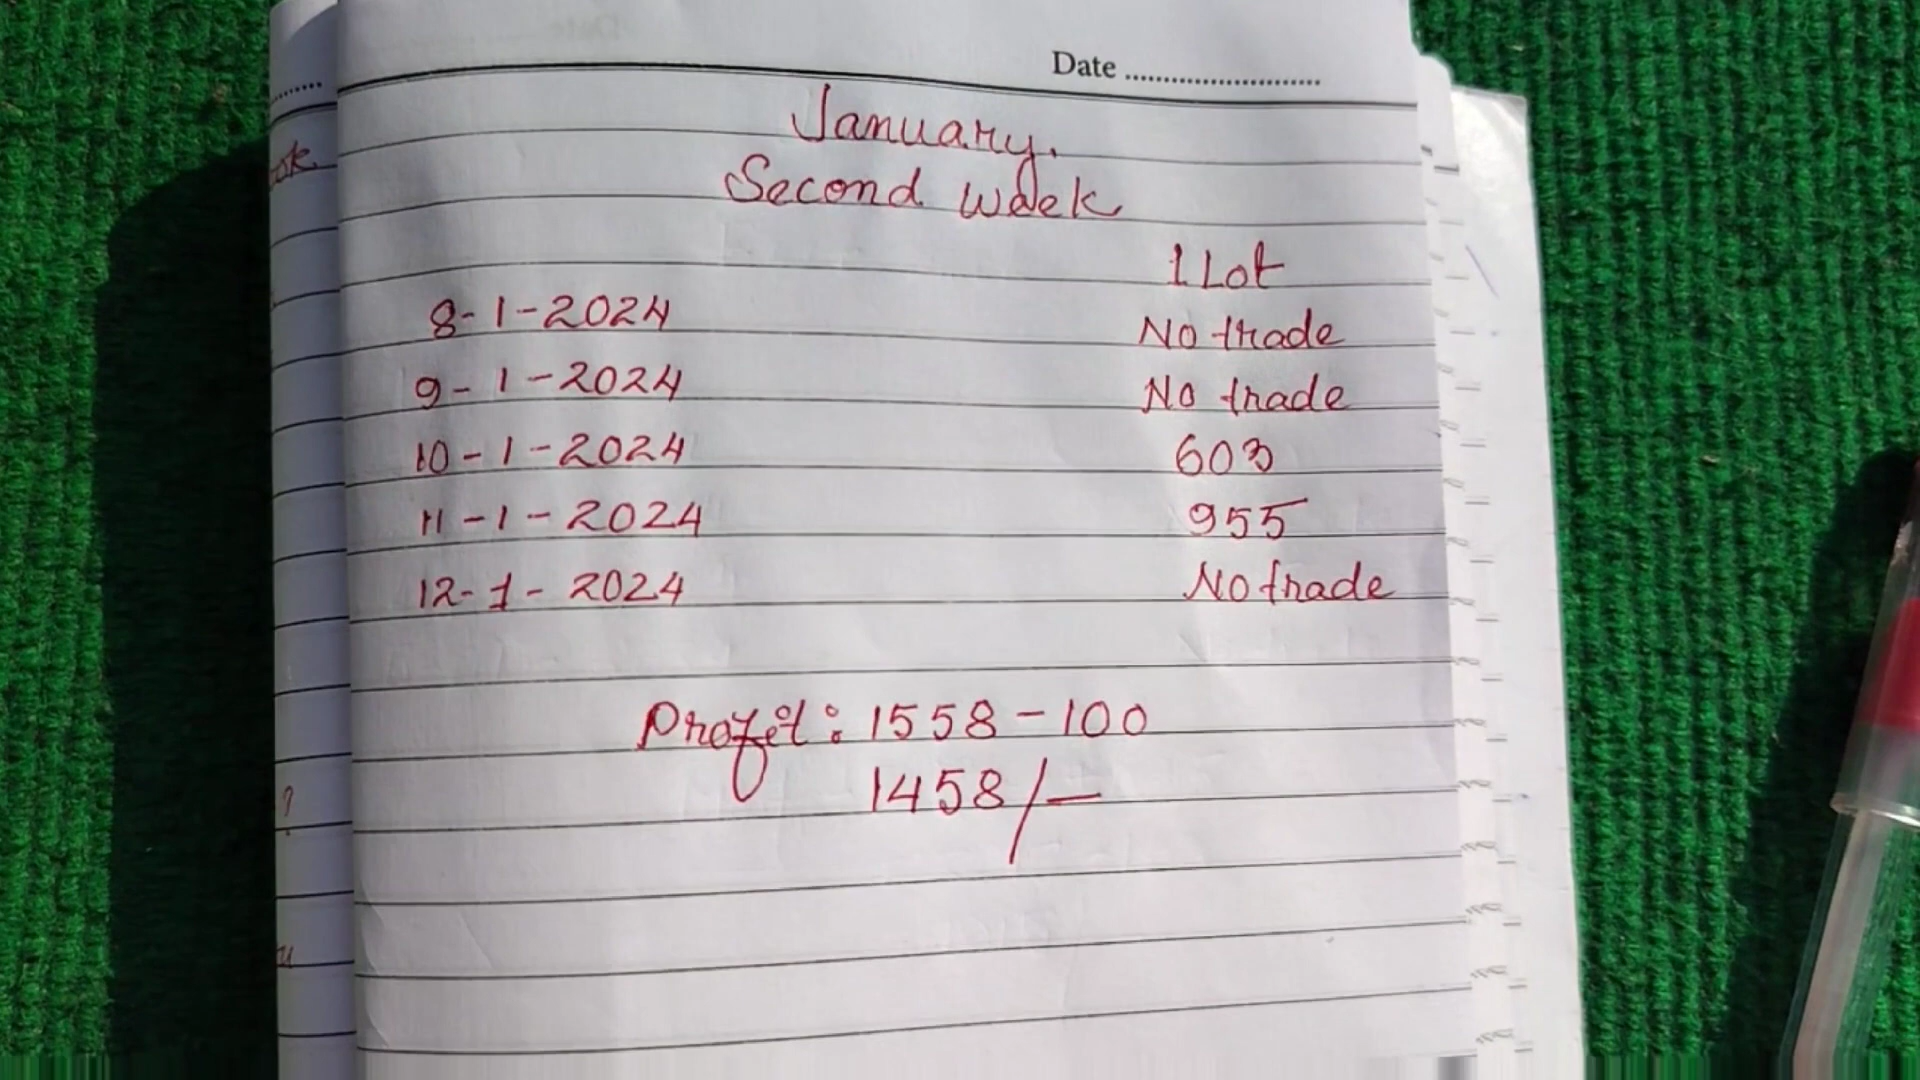 Date ........................
January.
Second week
1 Lot
8-1-2024 No trade
9-1-2024 No trade
10-1-2024 603
11-1-2024 955
12-1-2024 No trade
Profit: 1558-100
1458/-